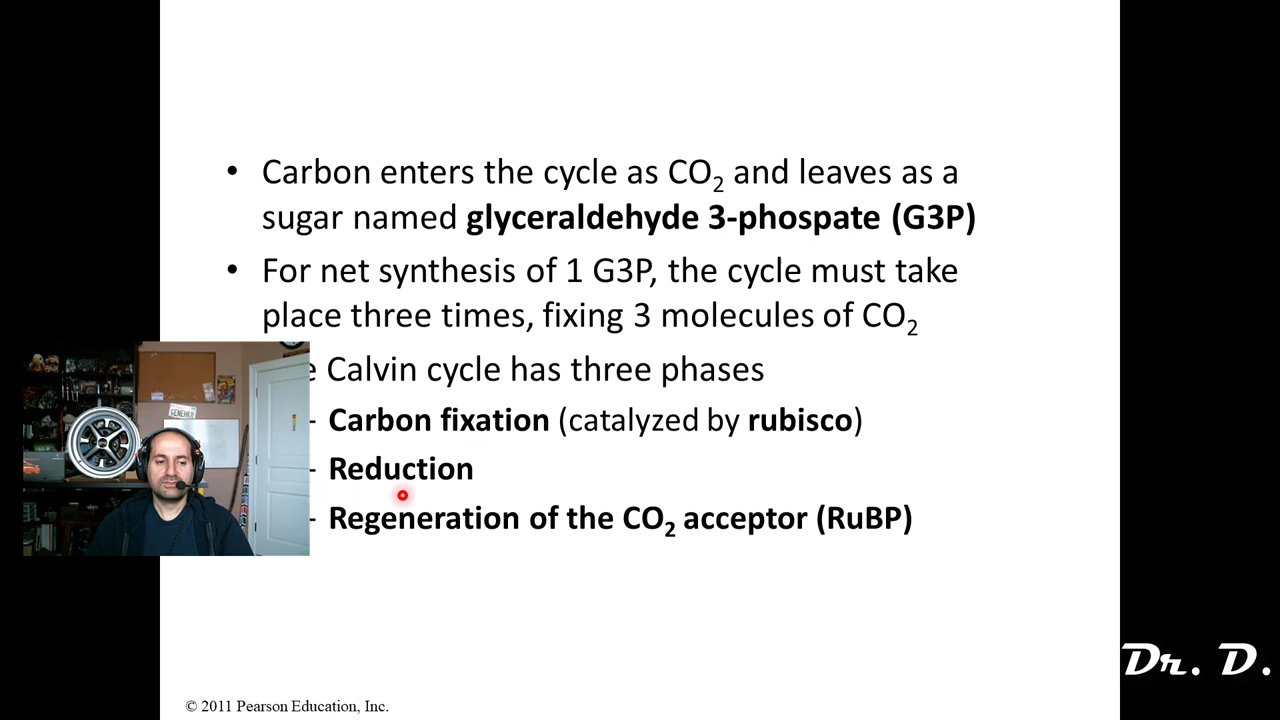 • Carbon enters the cycle as CO₂ and leaves as a
sugar named glyceraldehyde 3-phospate (G3P)
• For net synthesis of 1 G3P, the cycle must take
place three times, fixing 3 molecules of CO₂
e Calvin cycle has three phases
- Carbon fixation (catalyzed by rubisco)
- Reduction
- Regeneration of the CO₂ acceptor (RuBP)
Dr. D.
© 2011 Pearson Education, Inc.